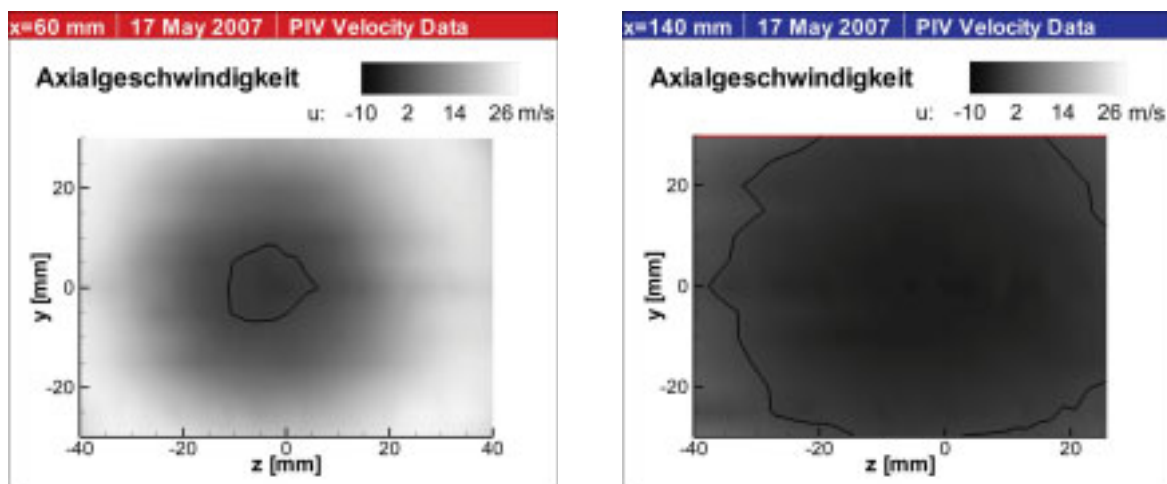 x=60 mm | 17 May 2007 | PIV Velocity Data
Axialgeschwindigkeit
u: -10 2 14 26 m/s
20
0
-20
y [mm]
-40 -20 0 20 40
z [mm]
x=140 mm | 17 May 2007 | PIV Velocity Data
Axialgeschwindigkeit
u: -10 2 14 26 m/s
20
0
-20
y [mm]
-40 -20 0 20
z [mm]